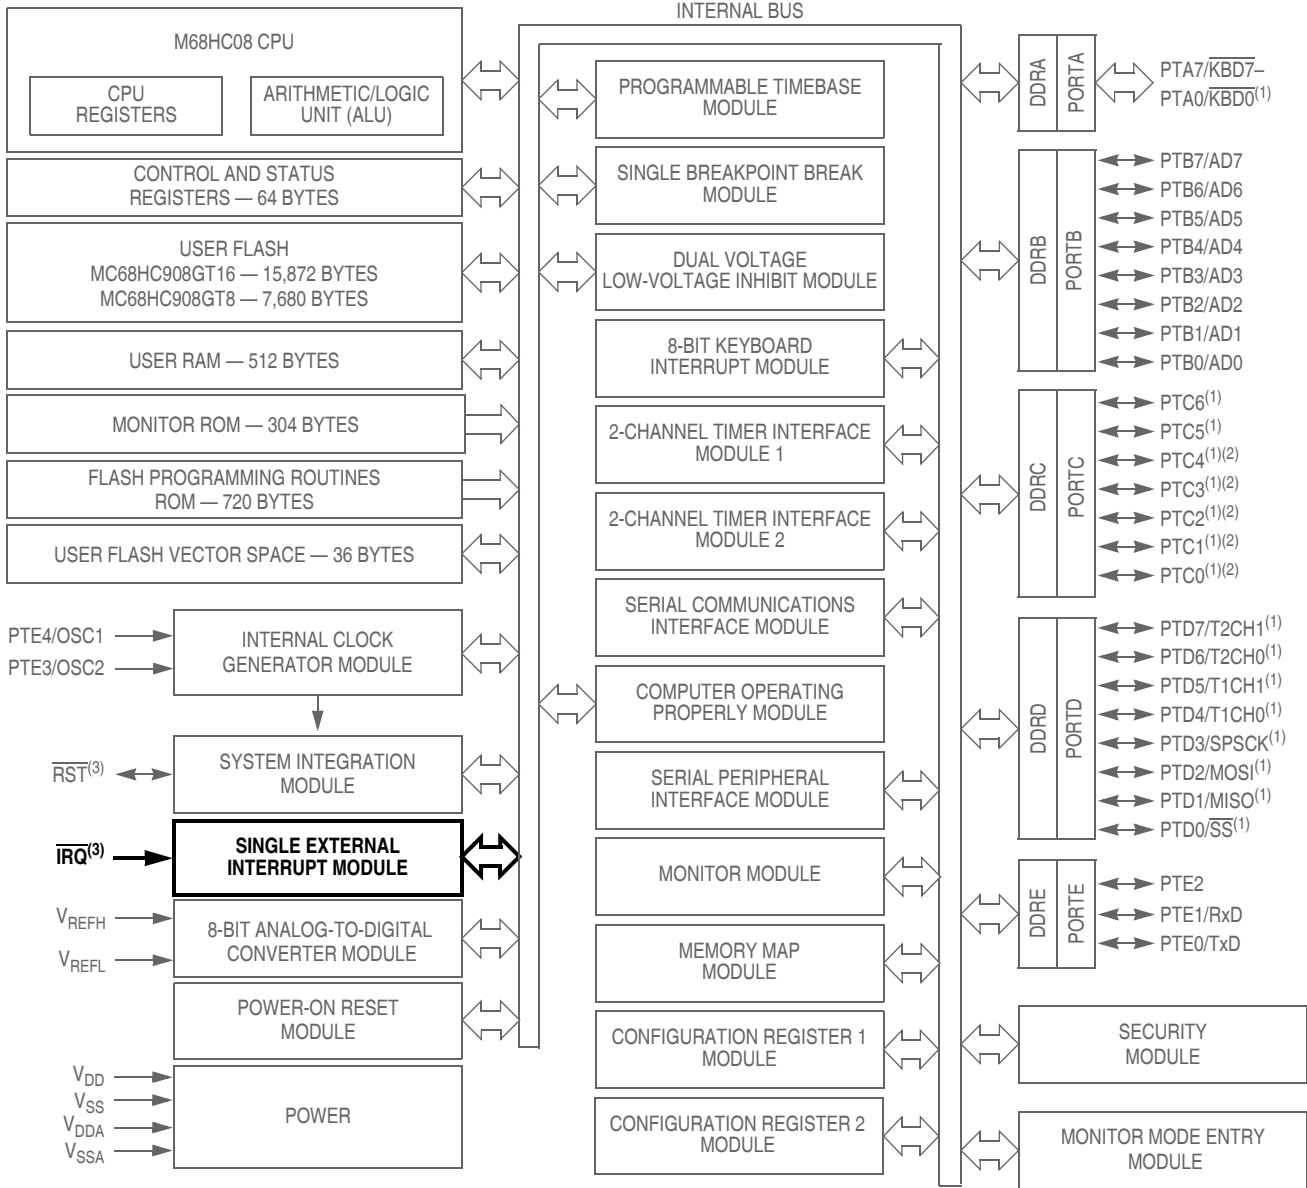 INTERNAL BUS
M68HC08 CPU
CPU
REGISTERS
ARITHMETIC/LOGIC
UNIT (ALU)
CONTROL AND STATUS
REGISTERS — 64 BYTES
USER FLASH
MC68HC908GT16 — 15,872 BYTES
MC68HC908GT8 — 7,680 BYTES
USER RAM — 512 BYTES
MONITOR ROM — 304 BYTES
FLASH PROGRAMMING ROUTINES
ROM — 720 BYTES
USER FLASH VECTOR SPACE — 36 BYTES
PTE4/OSC1
PTE3/OSC2
INTERNAL CLOCK
GENERATOR MODULE
RST(3)
SYSTEM INTEGRATION
MODULE
IRQ(3)
SINGLE EXTERNAL
INTERRUPT MODULE
VREFH
VREFL
8-BIT ANALOG-TO-DIGITAL
CONVERTER MODULE
POWER-ON RESET
MODULE
VDD
VSS
VDDA
VSSA
POWER
PROGRAMMABLE TIMEBASE
MODULE
SINGLE BREAKPOINT BREAK
MODULE
DUAL VOLTAGE
LOW-VOLTAGE INHIBIT MODULE
8-BIT KEYBOARD
INTERRUPT MODULE
2-CHANNEL TIMER INTERFACE
MODULE 1
2-CHANNEL TIMER INTERFACE
MODULE 2
SERIAL COMMUNICATIONS
INTERFACE MODULE
COMPUTER OPERATING
PROPERLY MODULE
SERIAL PERIPHERAL
INTERFACE MODULE
MONITOR MODULE
MEMORY MAP
MODULE
CONFIGURATION REGISTER 1
MODULE
CONFIGURATION REGISTER 2
MODULE
DDRA
PORTA
PTA7/KBD7–
PTA0/KBD0(1)
DDRB
PORTB
PTB7/AD7
PTB6/AD6
PTB5/AD5
PTB4/AD4
PTB3/AD3
PTB2/AD2
PTB1/AD1
PTB0/AD0
DDRC
PORTC
PTC6(1)
PTC5(1)
PTC4(1)(2)
PTC3(1)(2)
PTC2(1)(2)
PTC1(1)(2)
PTC0(1)(2)
DDRD
PORTD
PTD7/T2CH1(1)
PTD6/T2CH0(1)
PTD5/T1CH1(1)
PTD4/T1CH0(1)
PTD3/SPSCK(1)
PTD2/MOSI(1)
PTD1/MISO(1)
PTD0/SS(1)
DDRE
PORTE
PTE2
PTE1/RxD
PTE0/TxD
SECURITY
MODULE
MONITOR MODE ENTRY
MODULE